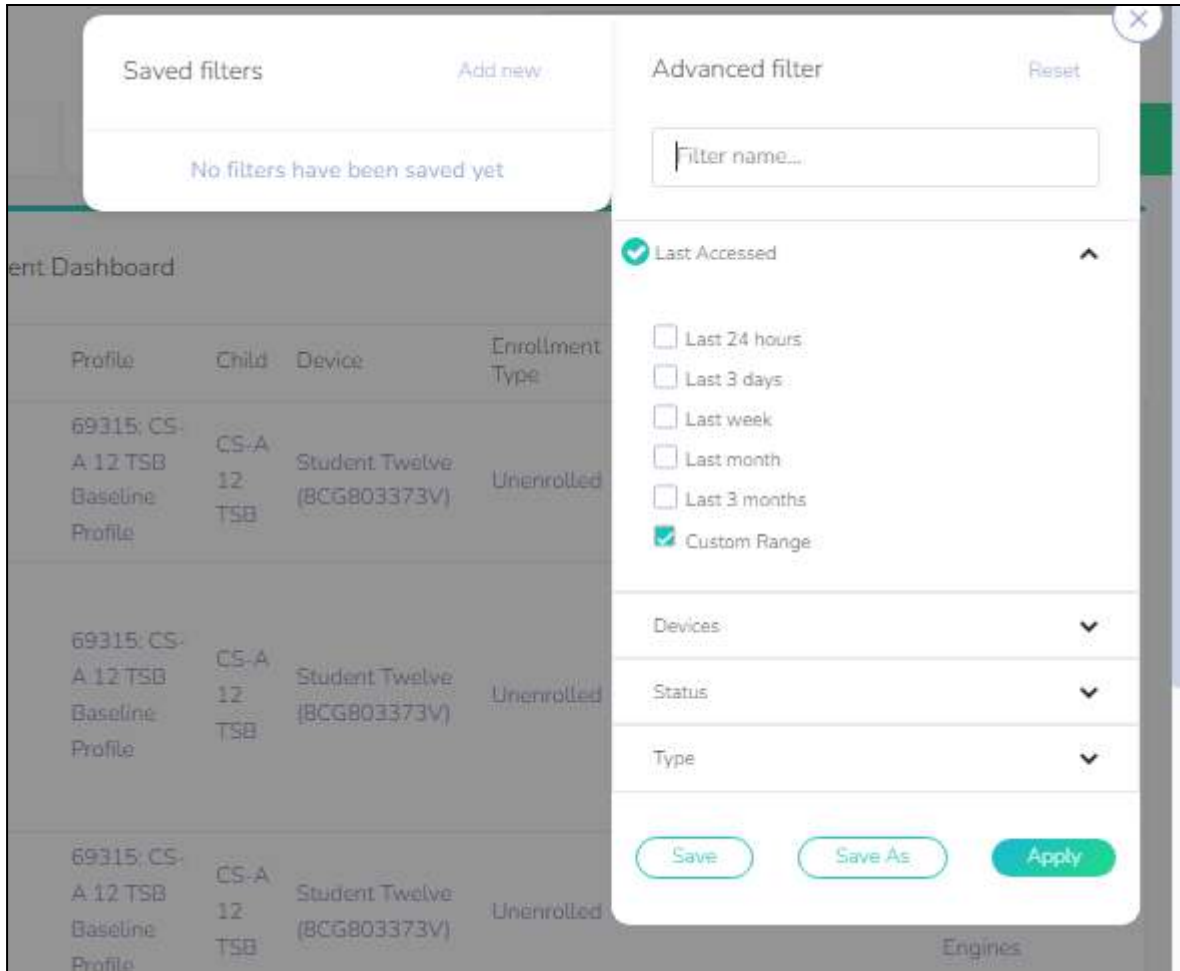 Saved filters
Add new
No filters have been saved yet
Advanced filter
Reset
Filter name...
Last Accessed
Last 24 hours
Last 3 days
Last week
Last month
Last 3 months
Custom Range
Devices
Status
Type
Save
Save As
Apply
ent Dashboard
Profile
Child
Device
Enrollment
Type
69315: CS-
A 12 TSB
Baseline
Profile
CS-A
12
TSB
Student Twelve
(8CG803373V)
Unenrolled
69315: CS-
A 12 TSB
Baseline
Profile
CS-A
12
TSB
Student Twelve
(8CG803373V)
Unenrolled
69315: CS-
A 12 TSB
Baseline
Profile
CS-A
12
TSB
Student Twelve
(8CG803373V)
Unenrolled
Engines